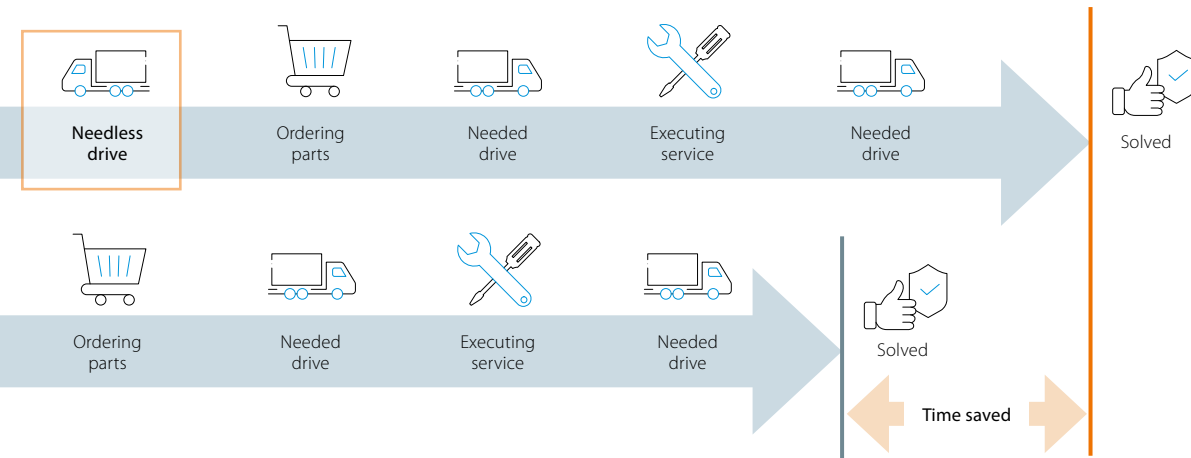 Needless
drive
Ordering
parts
Needed
drive
Executing
service
Needed
drive
Solved
Ordering
parts
Needed
drive
Executing
service
Needed
drive
Solved
Time saved